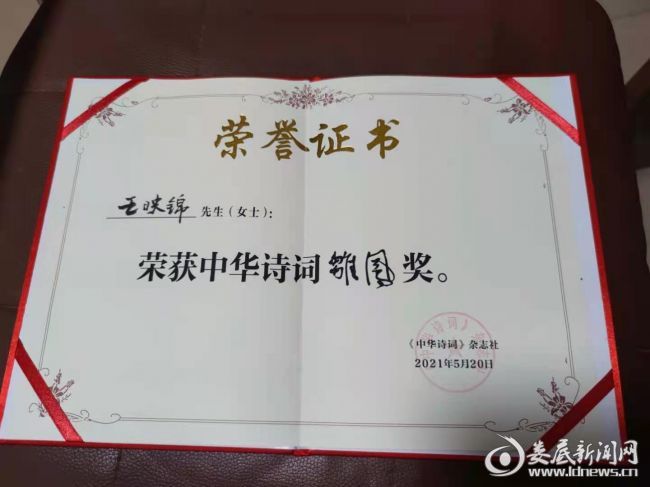 荣誉证书
王映锦 先生(女士):
荣获中华诗词 雏凤 奖。
《中华诗词》杂志社
2021年5月20日
娄底新闻网
www.ldnews.cn